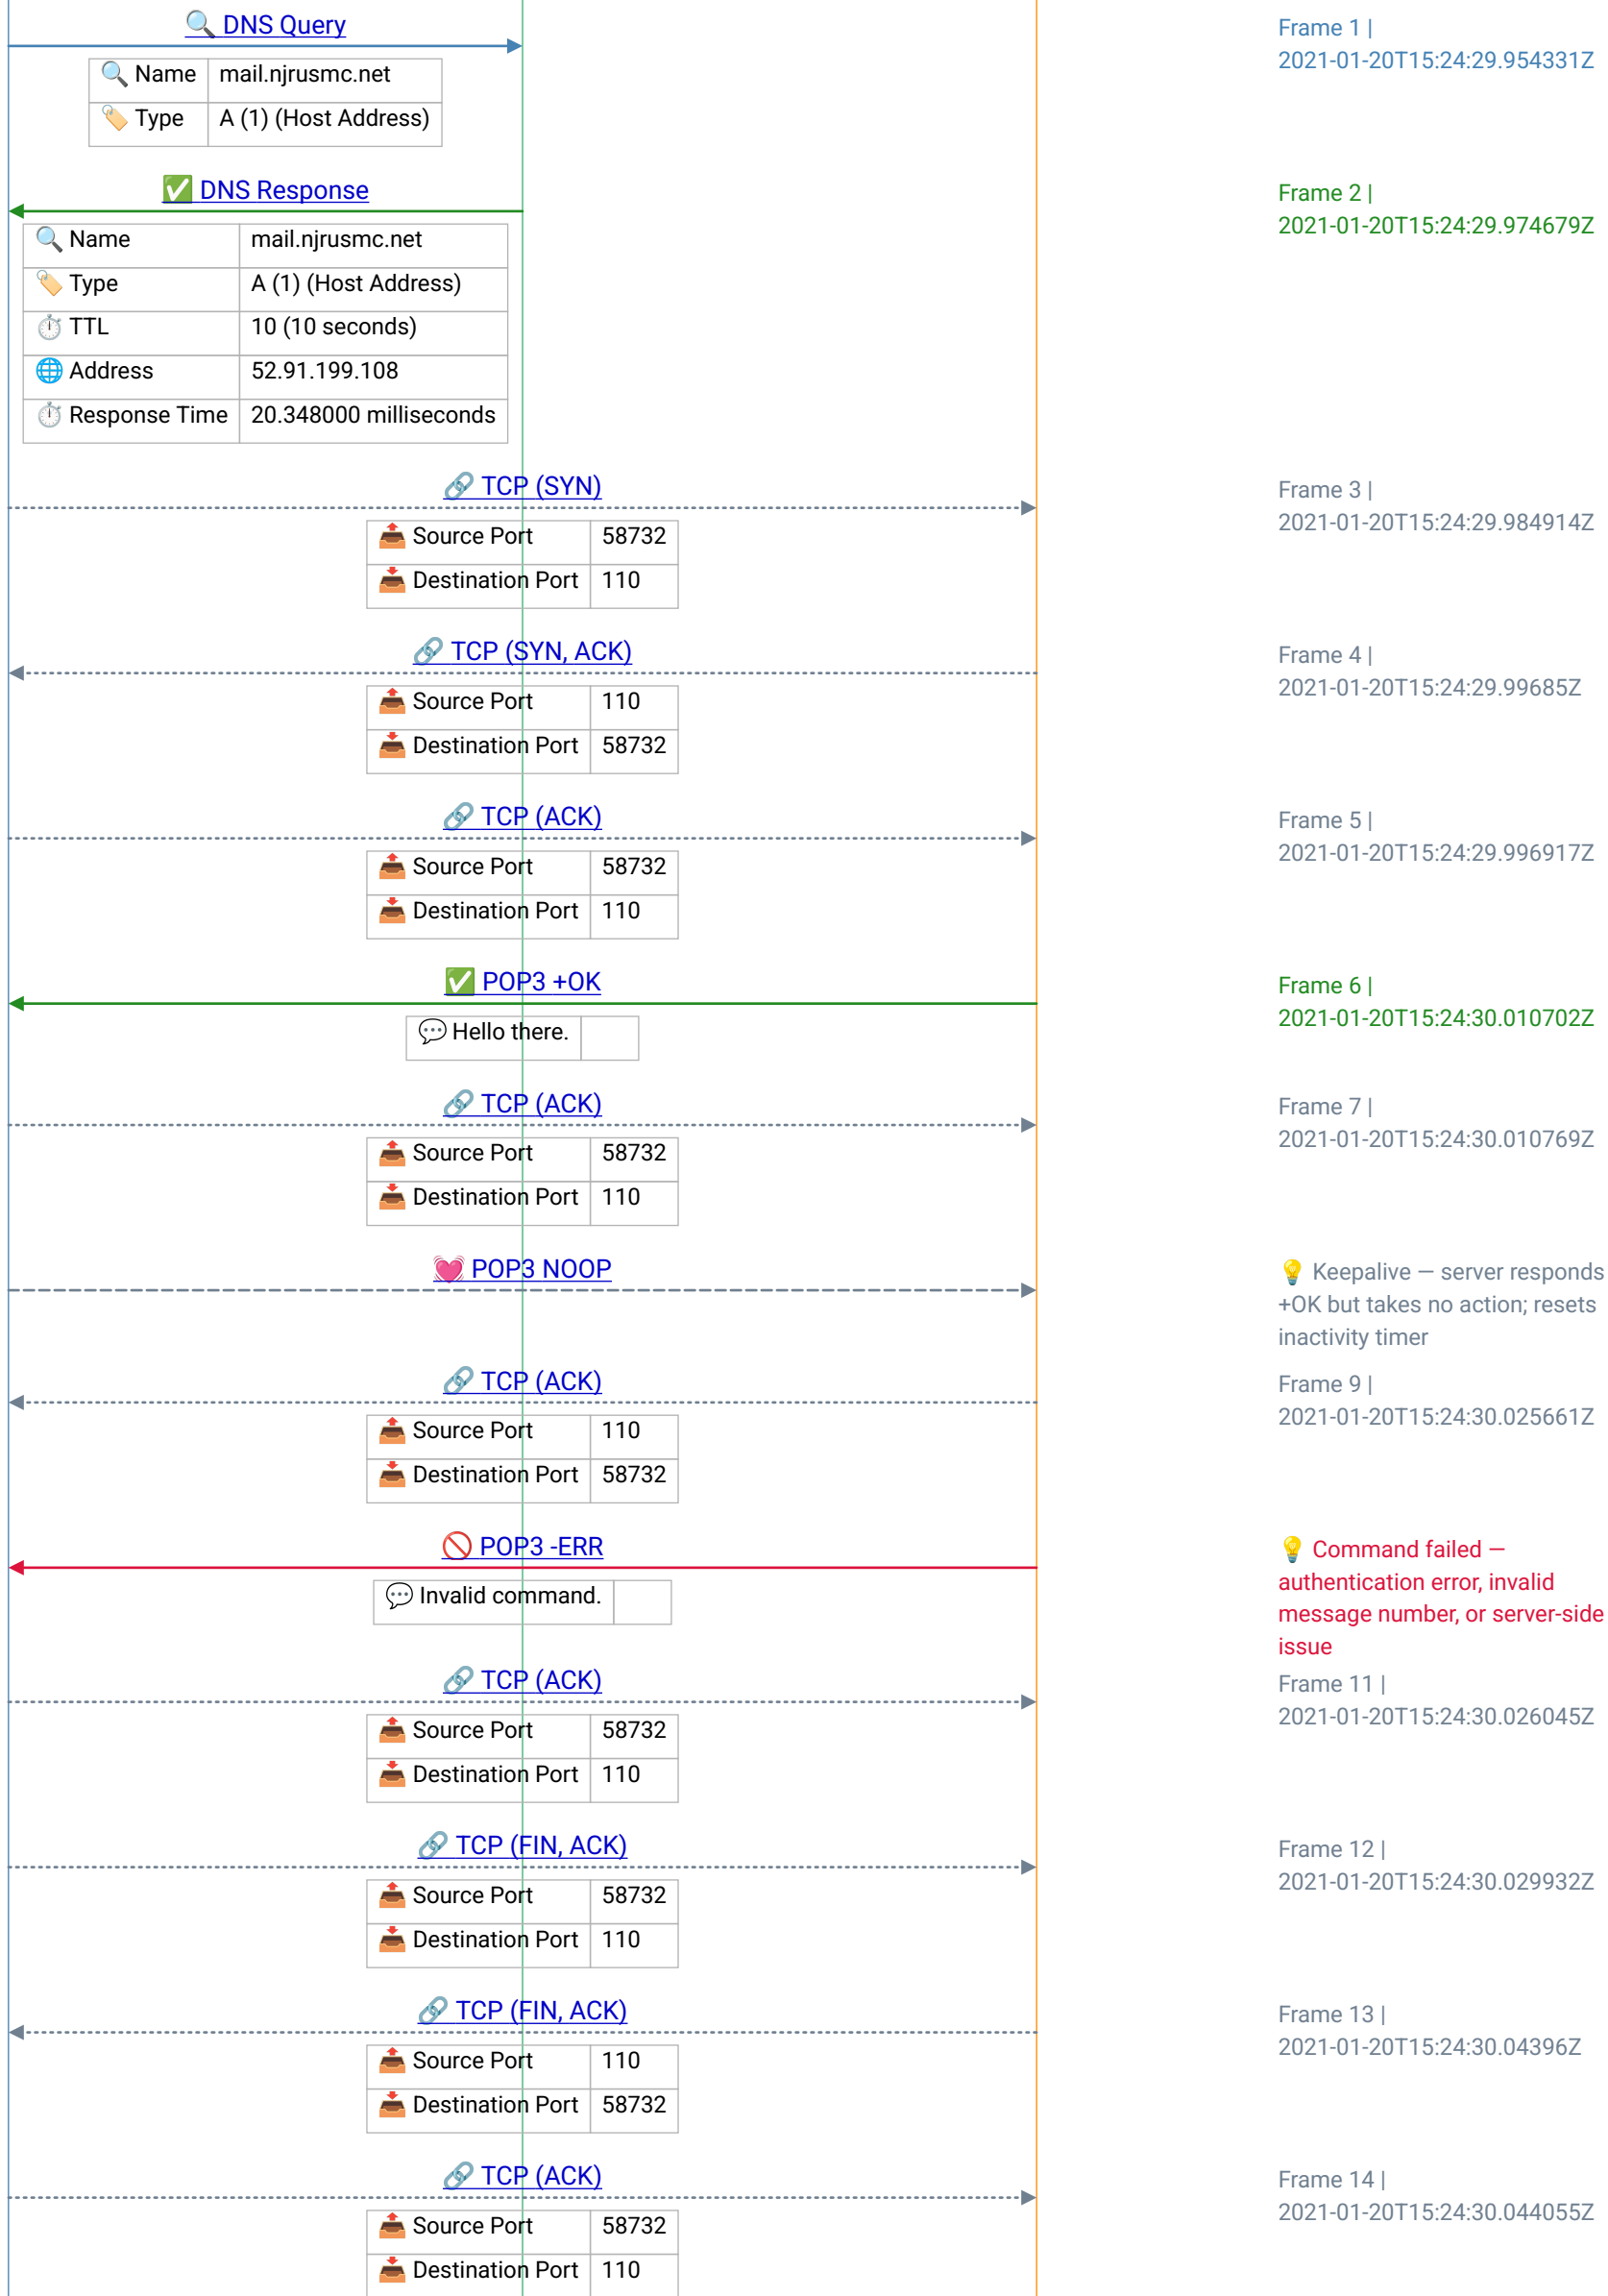 🔍 DNS Query
Frame 1 |
2021-01-20T15:24:29.954331Z
🔍 Name mail.njrusmc.net
🏷️ Type A (1) (Host Address)
✅ DNS Response
Frame 2 |
2021-01-20T15:24:29.974679Z
🔍 Name mail.njrusmc.net
🏷️ Type A (1) (Host Address)
⏱️ TTL 10 (10 seconds)
🌐 Address 52.91.199.108
⏱️ Response Time 20.348000 milliseconds
🔗 TCP (SYN)
Frame 3 |
2021-01-20T15:24:29.984914Z
📤 Source Port 58732
📥 Destination Port 110
🔗 TCP (SYN, ACK)
Frame 4 |
2021-01-20T15:24:29.99685Z
📤 Source Port 110
📥 Destination Port 58732
🔗 TCP (ACK)
Frame 5 |
2021-01-20T15:24:29.996917Z
📤 Source Port 58732
📥 Destination Port 110
✅ POP3 +OK
Frame 6 |
2021-01-20T15:24:30.010702Z
💬 Hello there.
🔗 TCP (ACK)
Frame 7 |
2021-01-20T15:24:30.010769Z
📤 Source Port 58732
📥 Destination Port 110
💓 POP3 NOOP
💡 Keepalive — server responds
+OK but takes no action; resets
inactivity timer
🔗 TCP (ACK)
Frame 9 |
2021-01-20T15:24:30.025661Z
📤 Source Port 110
📥 Destination Port 58732
🚫 POP3 -ERR
💡 Command failed —
authentication error, invalid
message number, or server-side
issue
💬 Invalid command.
🔗 TCP (ACK)
Frame 11 |
2021-01-20T15:24:30.026045Z
📤 Source Port 58732
📥 Destination Port 110
🔗 TCP (FIN, ACK)
Frame 12 |
2021-01-20T15:24:30.029932Z
📤 Source Port 58732
📥 Destination Port 110
🔗 TCP (FIN, ACK)
Frame 13 |
2021-01-20T15:24:30.04396Z
📤 Source Port 110
📥 Destination Port 58732
🔗 TCP (ACK)
Frame 14 |
2021-01-20T15:24:30.044055Z
📤 Source Port 58732
📥 Destination Port 110